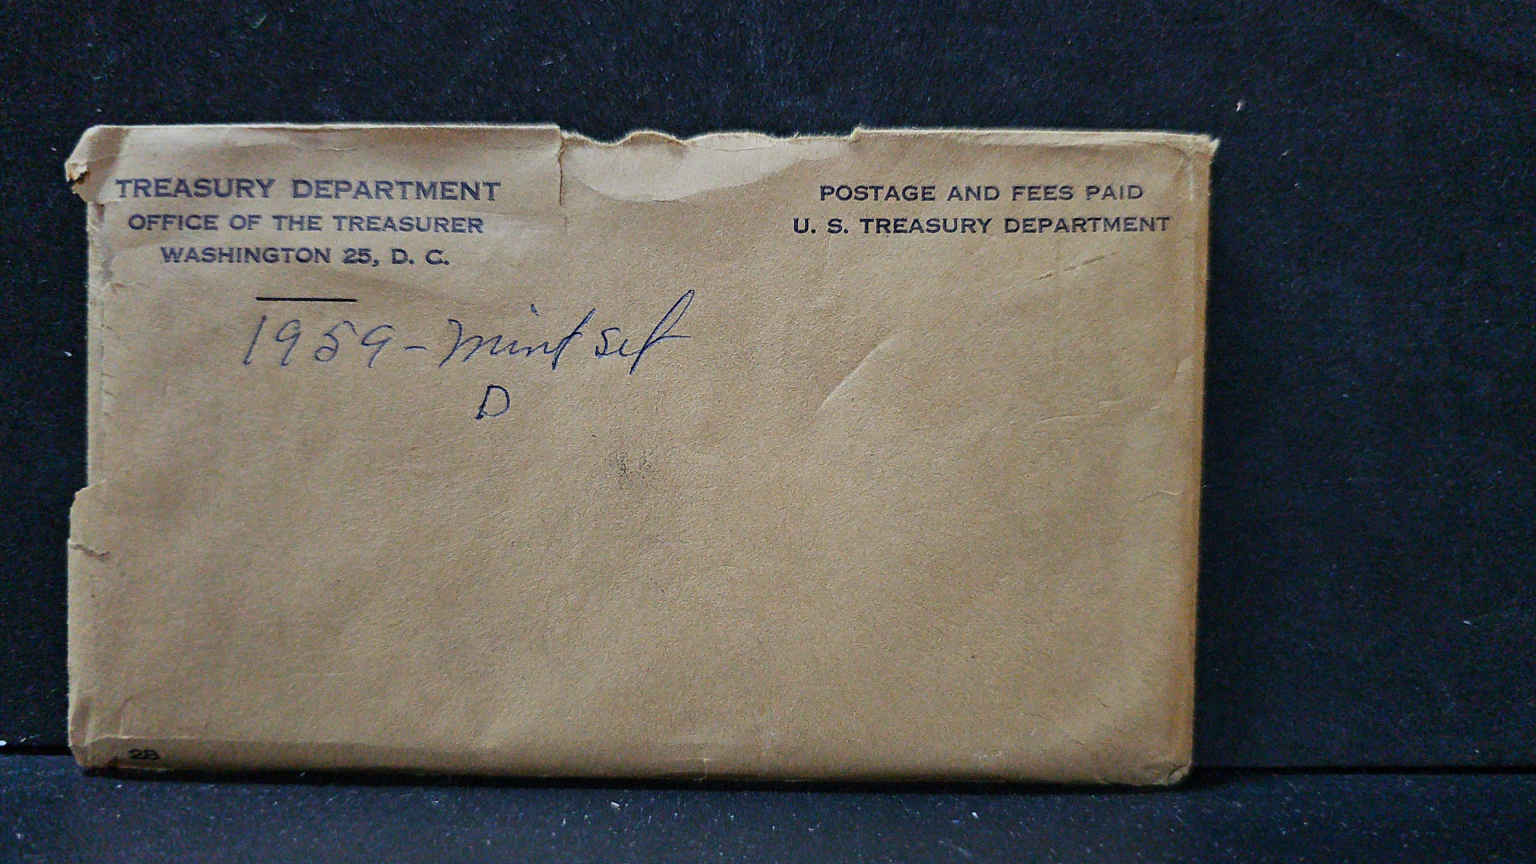 TREASURY DEPARTMENT
OFFICE OF THE TREASURER
WASHINGTON 25, D. C.
POSTAGE AND FEES PAID
U. S. TREASURY DEPARTMENT
1959 - mint set
D
28